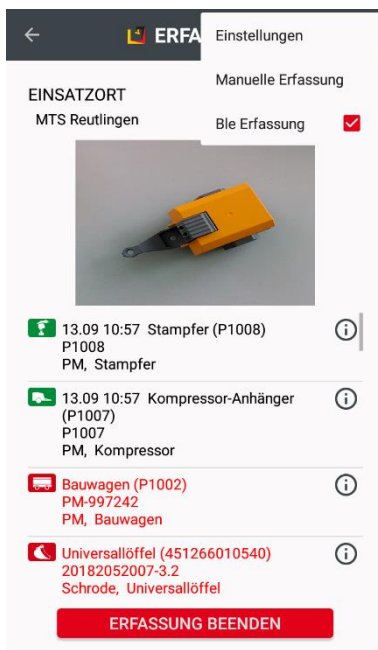 ERFA
Einstellungen
Manuelle Erfassung
Ble Erfassung
EINSATZORT
MTS Reutlingen
13.09 10:57 Stampfer (P1008)
P1008
PM, Stampfer
13.09 10:57 Kompressor-Anhänger
(P1007)
P1007
PM, Kompressor
Bauwagen (P1002)
PM-997242
PM, Bauwagen
Universallöffel (451266010540)
20182052007-3.2
Schrode, Universallöffel
ERFASSUNG BEENDEN